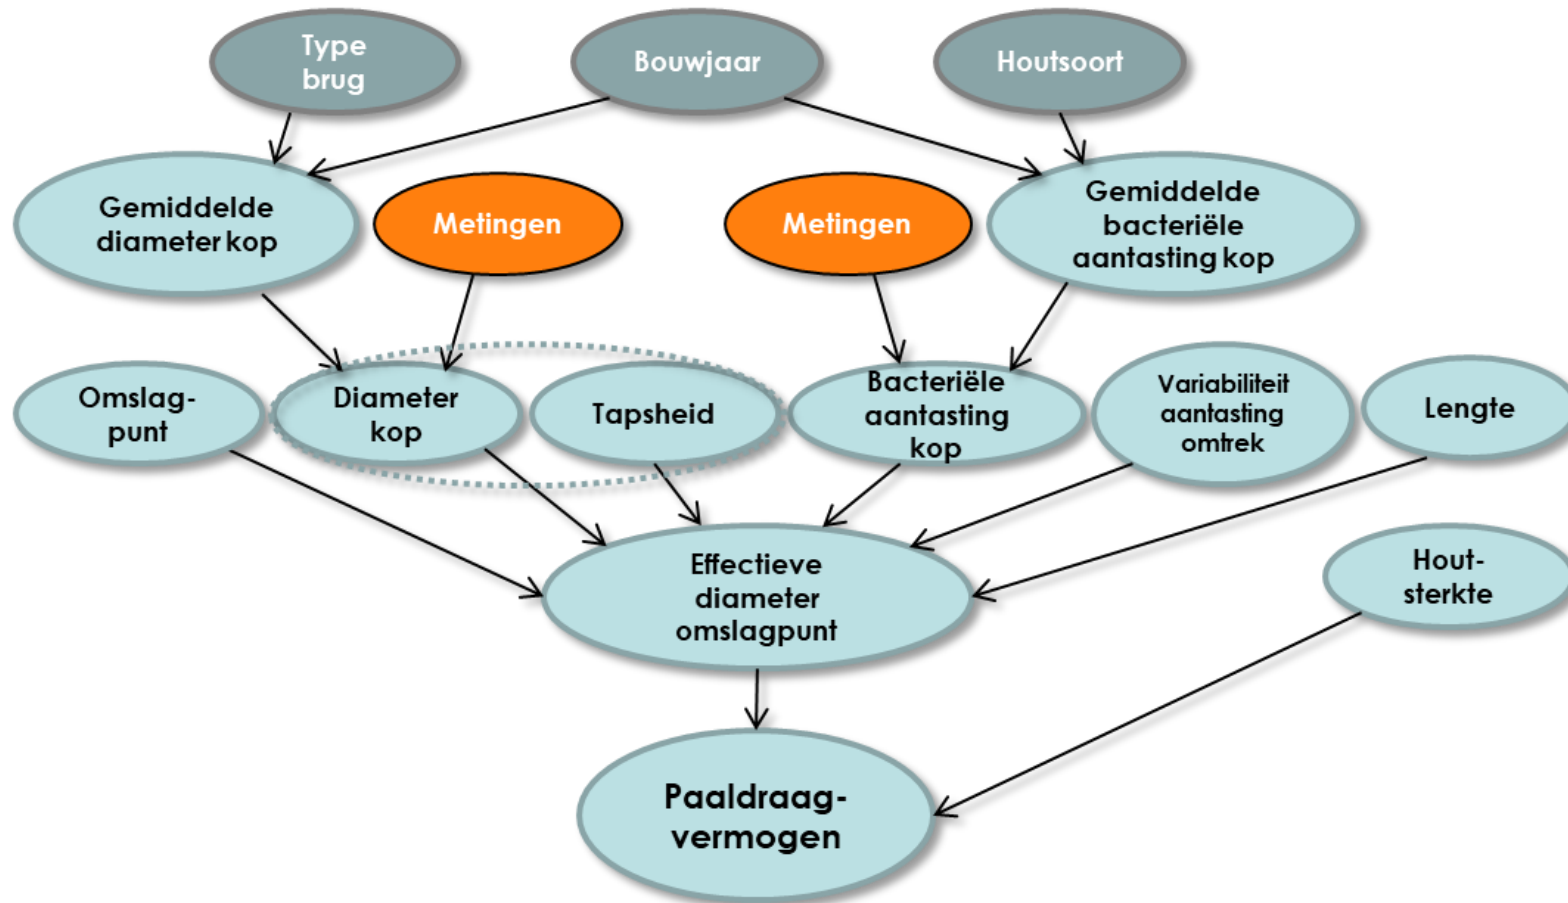 Type
brug
Bouwjaar
Houtsoort
Gemiddelde
diameter kop
Metingen
Metingen
Gemiddelde
bacteriële
aantasting kop
Omslag-
punt
Diameter
kop
Tapsheid
Bacteriële
aantasting
kop
Variabiliteit
aantasting
omtrek
Lengte
Effectieve
diameter
omslagpunt
Hout-
sterkte
Paaldraag-
vermogen